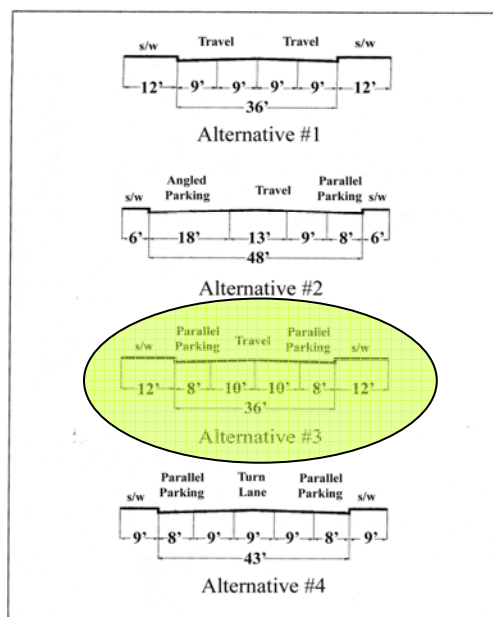 s/w Travel Travel s/w
12' 9' 9' 9' 9' 12'
36'
Alternative #1
Angled Parallel
s/w Parking Travel Parking s/w
6' 18' 13' 9' 8' 6'
48'
Alternative #2
Parallel Parallel
s/w Parking Travel Parking s/w
12' 8' 10' 10' 8' 12'
36'
Alternative #3
Parallel Turn Parallel
s/w Parking Lane Parking s/w
9' 8' 9' 9' 9' 8' 9'
43'
Alternative #4